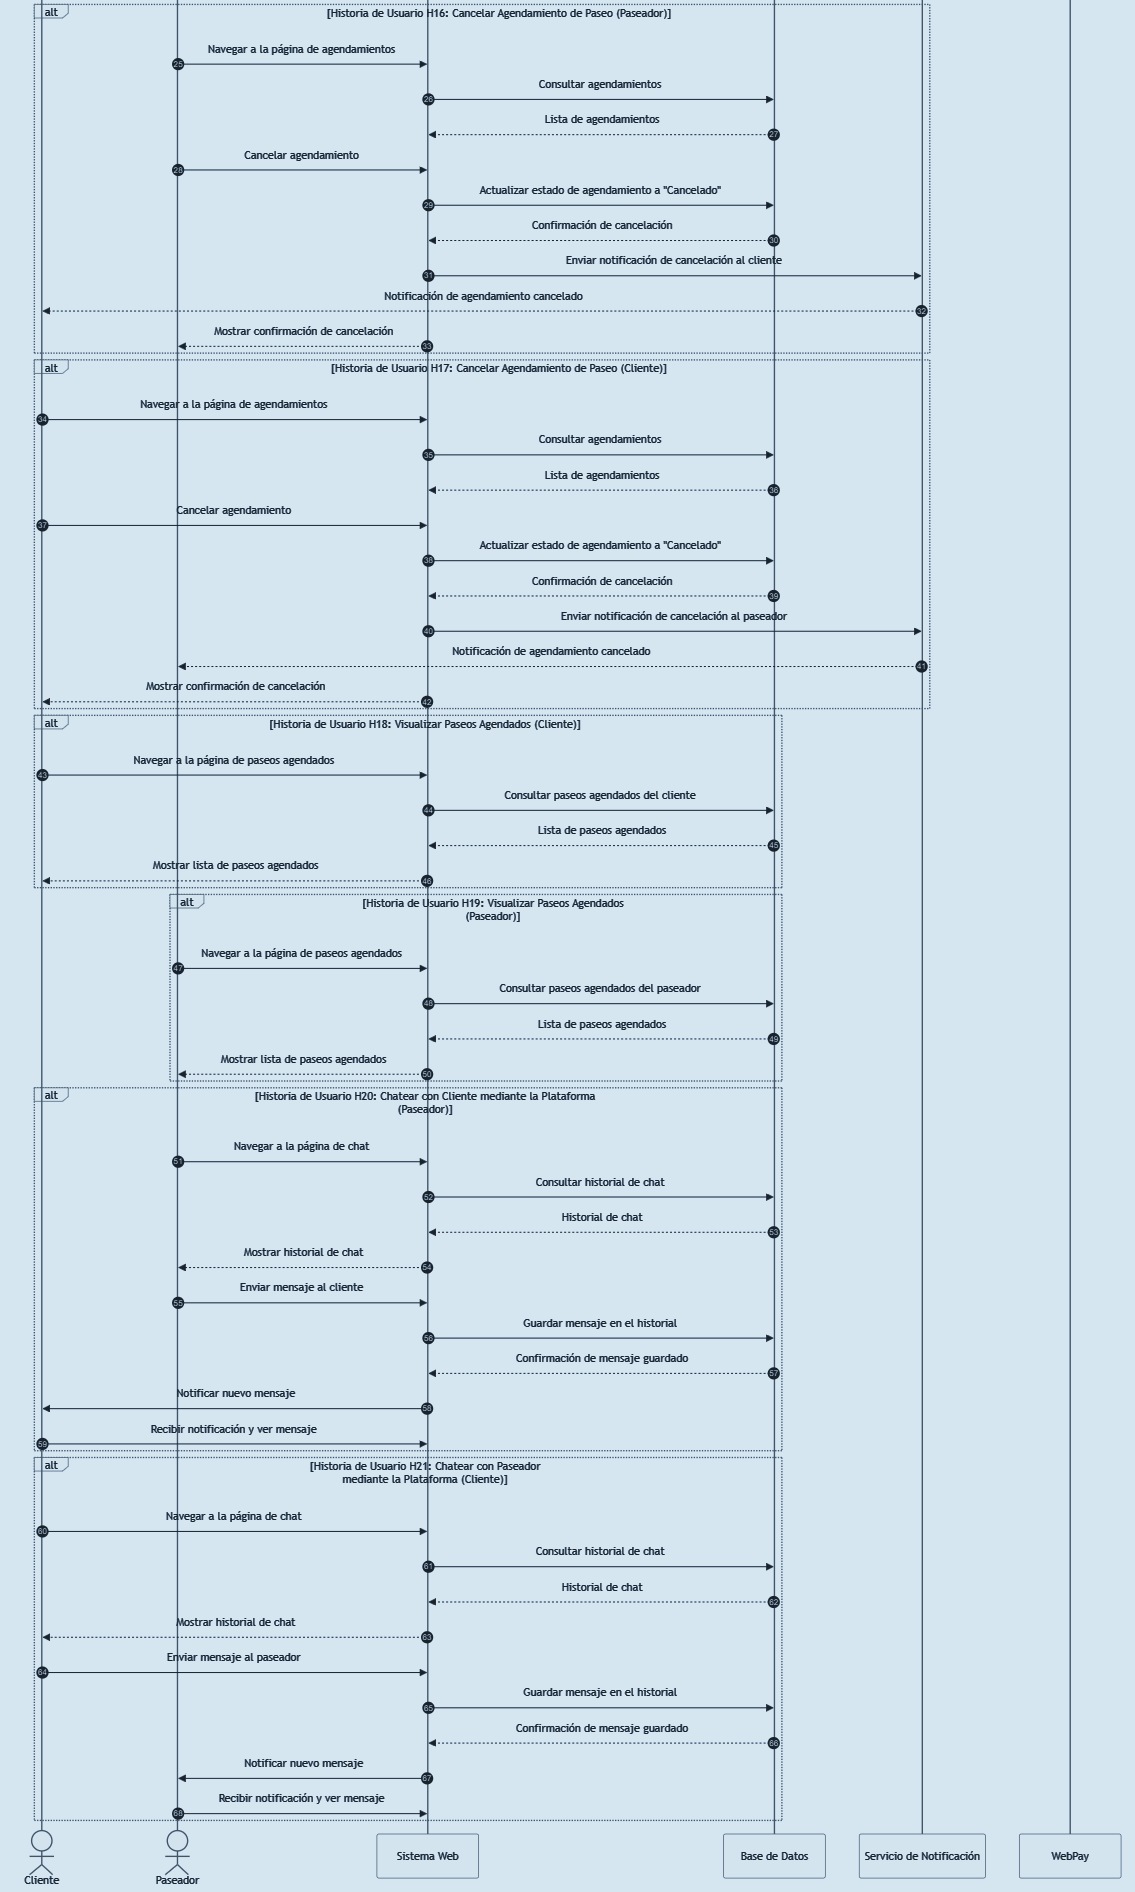 alt
[Historia de Usuario H16: Cancelar Agendamiento de Paseo (Paseador)]
Navegar a la página de agendamientos
25
Consultar agendamientos
26
Lista de agendamientos
27
Cancelar agendamiento
28
Actualizar estado de agendamiento a "Cancelado"
29
Confirmación de cancelación
30
Enviar notificación de cancelación al cliente
31
Notificación de agendamiento cancelado
32
Mostrar confirmación de cancelación
33
alt
[Historia de Usuario H17: Cancelar Agendamiento de Paseo (Cliente)]
Navegar a la página de agendamientos
34
Consultar agendamientos
35
Lista de agendamientos
36
Cancelar agendamiento
37
Actualizar estado de agendamiento a "Cancelado"
38
Confirmación de cancelación
39
Enviar notificación de cancelación al paseador
40
Notificación de agendamiento cancelado
41
Mostrar confirmación de cancelación
42
alt
[Historia de Usuario H18: Visualizar Paseos Agendados (Cliente)]
Navegar a la página de paseos agendados
43
Consultar paseos agendados del cliente
44
Lista de paseos agendados
45
Mostrar lista de paseos agendados
46
alt
[Historia de Usuario H19: Visualizar Paseos Agendados
(Paseador)]
Navegar a la página de paseos agendados
47
Consultar paseos agendados del paseador
48
Lista de paseos agendados
49
Mostrar lista de paseos agendados
50
alt
[Historia de Usuario H20: Chatear con Cliente mediante la Plataforma
(Paseador)]
Navegar a la página de chat
51
Consultar historial de chat
52
Historial de chat
53
Mostrar historial de chat
54
Enviar mensaje al cliente
55
Guardar mensaje en el historial
56
Confirmación de mensaje guardado
57
Notificar nuevo mensaje
58
Recibir notificación y ver mensaje
59
alt
[Historia de Usuario H21: Chatear con Paseador
mediante la Plataforma (Cliente)]
Navegar a la página de chat
60
Consultar historial de chat
61
Historial de chat
62
Mostrar historial de chat
63
Enviar mensaje al paseador
64
Guardar mensaje en el historial
65
Confirmación de mensaje guardado
66
Notificar nuevo mensaje
67
Recibir notificación y ver mensaje
68
Cliente
Paseador
Sistema Web
Base de Datos
Servicio de Notificación
WebPay